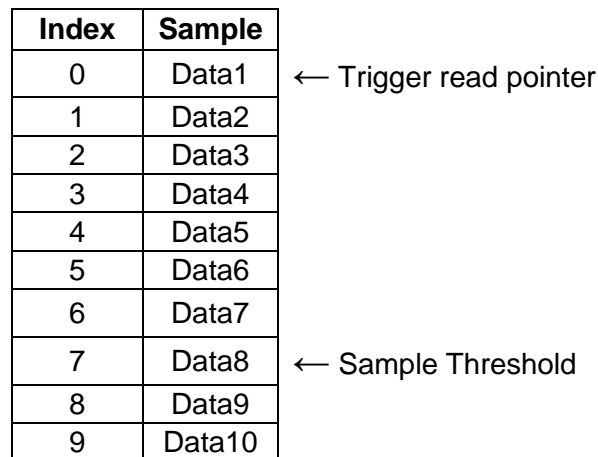 Index Sample
0 Data1 ← Trigger read pointer
1 Data2
2 Data3
3 Data4
4 Data5
5 Data6
6 Data7
7 Data8 ← Sample Threshold
8 Data9
9 Data10